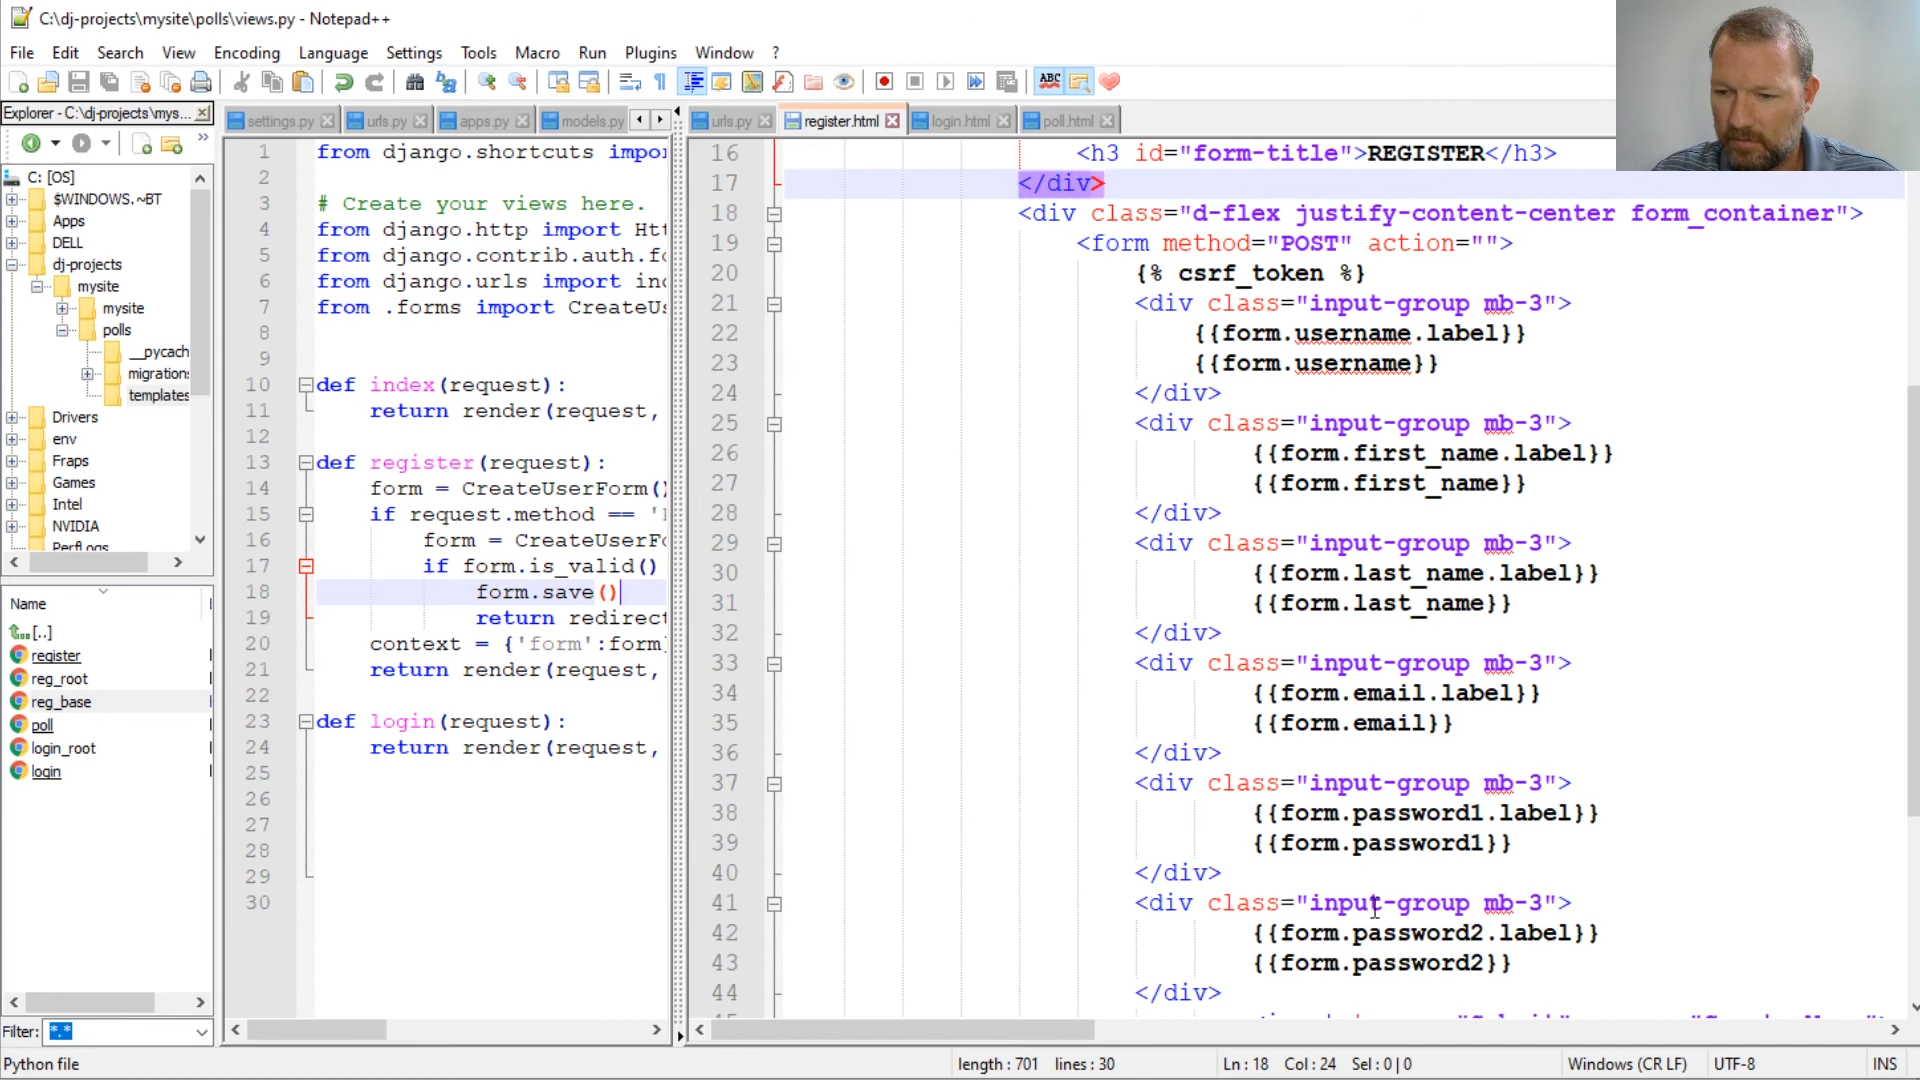 C:\dj-projects\mysite\polls\views.py - Notepad++
File Edit Search View Encoding Language Settings Tools Macro Run Plugins Window ?
ABC
Explorer - C:\dj-projects\mys...
settings.py urls.py apps.py models.py
urls.py register.html login.html poll.html
C: [OS]
$WINDOWS.~BT
Apps
DELL
dj-projects
mysite
mysite
polls
__pycach
migration
templates
Drivers
env
Fraps
Games
Intel
NVIDIA
PerfLogs
Name
[..]
register
reg_root
reg_base
poll
login_root
login
Filter: *.*
1 from django.shortcuts impor
2
3 # Create your views here.
4 from django.http import Htt
5 from django.contrib.auth.fo
6 from django.urls import inc
7 from .forms import CreateUs
8
9
10 def index(request):
11 return render(request,
12
13 def register(request):
14 form = CreateUserForm()
15 if request.method == '
16 form = CreateUserFo
17 if form.is_valid()
18 form.save()
19 return redirect
20 context = {'form':form
21 return render(request,
22
23 def login(request):
24 return render(request,
25
26
27
28
29
30
16 <h3 id="form-title">REGISTER</h3>
17 </div>
18 <div class="d-flex justify-content-center form_container">
19 <form method="POST" action="">
20 {% csrf_token %}
21 <div class="input-group mb-3">
22 {{form.username.label}}
23 {{form.username}}
24 </div>
25 <div class="input-group mb-3">
26 {{form.first_name.label}}
27 {{form.first_name}}
28 </div>
29 <div class="input-group mb-3">
30 {{form.last_name.label}}
31 {{form.last_name}}
32 </div>
33 <div class="input-group mb-3">
34 {{form.email.label}}
35 {{form.email}}
36 </div>
37 <div class="input-group mb-3">
38 {{form.password1.label}}
39 {{form.password1}}
40 </div>
41 <div class="input-group mb-3">
42 {{form.password2.label}}
43 {{form.password2}}
44 </div>
Python file length : 701 lines : 30 Ln : 18 Col : 24 Sel : 0 | 0 Windows (CR LF) UTF-8 INS